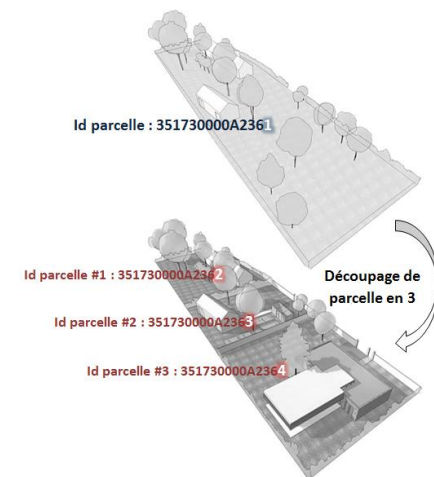 Id parcelle : 351730000A2361
Id parcelle #1 : 351730000A2362
Découpage de
parcelle en 3
Id parcelle #2 : 351730000A2363
Id parcelle #3 : 351730000A2364